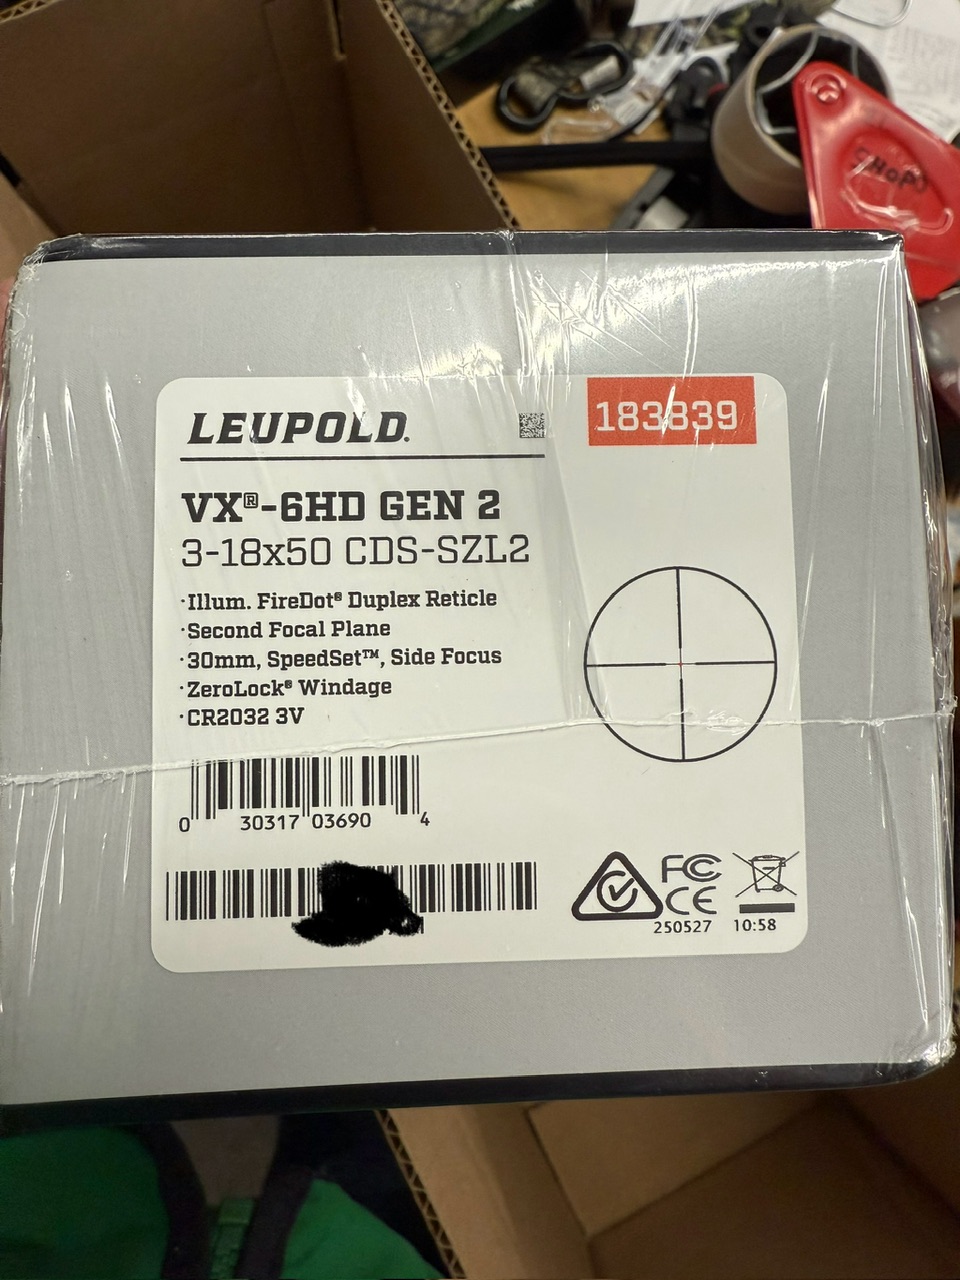 SHOP
LEUPOLD.
183839
VX®-6HD GEN 2
3-18x50 CDS-SZL2
·Illum. FireDot® Duplex Reticle
·Second Focal Plane
·30mm, SpeedSet™, Side Focus
·ZeroLock® Windage
·CR2032 3V
0 30317 03690 4
FC
CE
250527 10:58